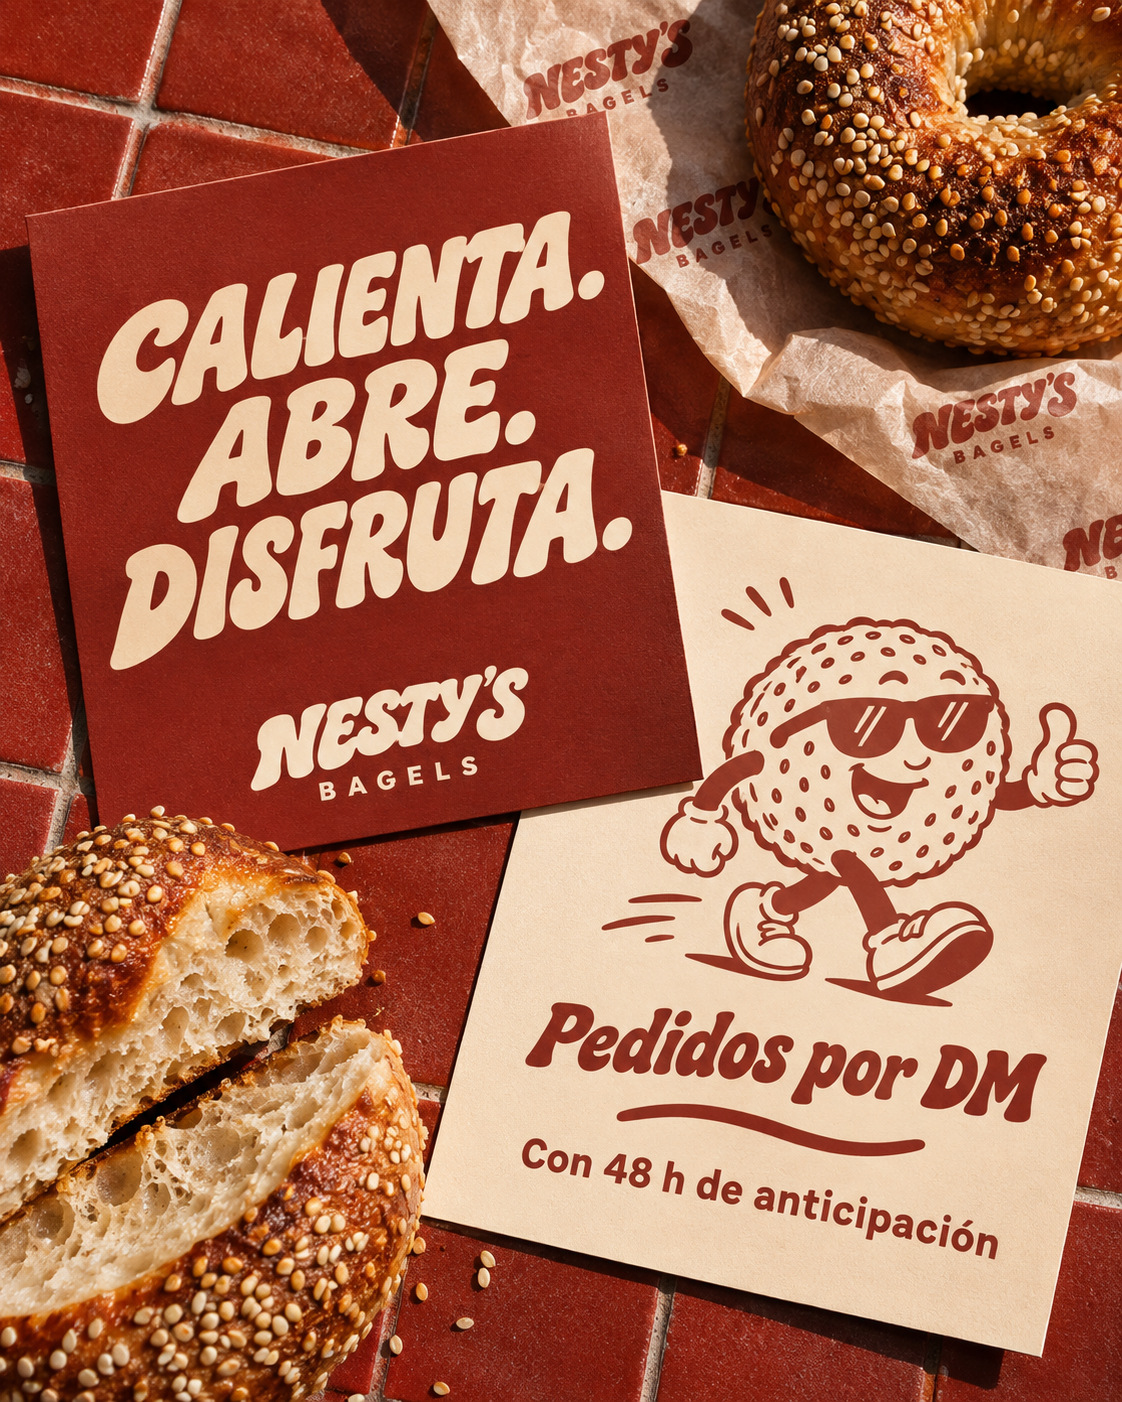 NESTY'S
BAGELS
NESTY'S
BAGELS
NESTY'S
BAGELS
CALIENTA.
ABRE.
DISFRUTA.
NESTY'S
BAGELS
Pedidos por DM
Con 48 h de anticipación